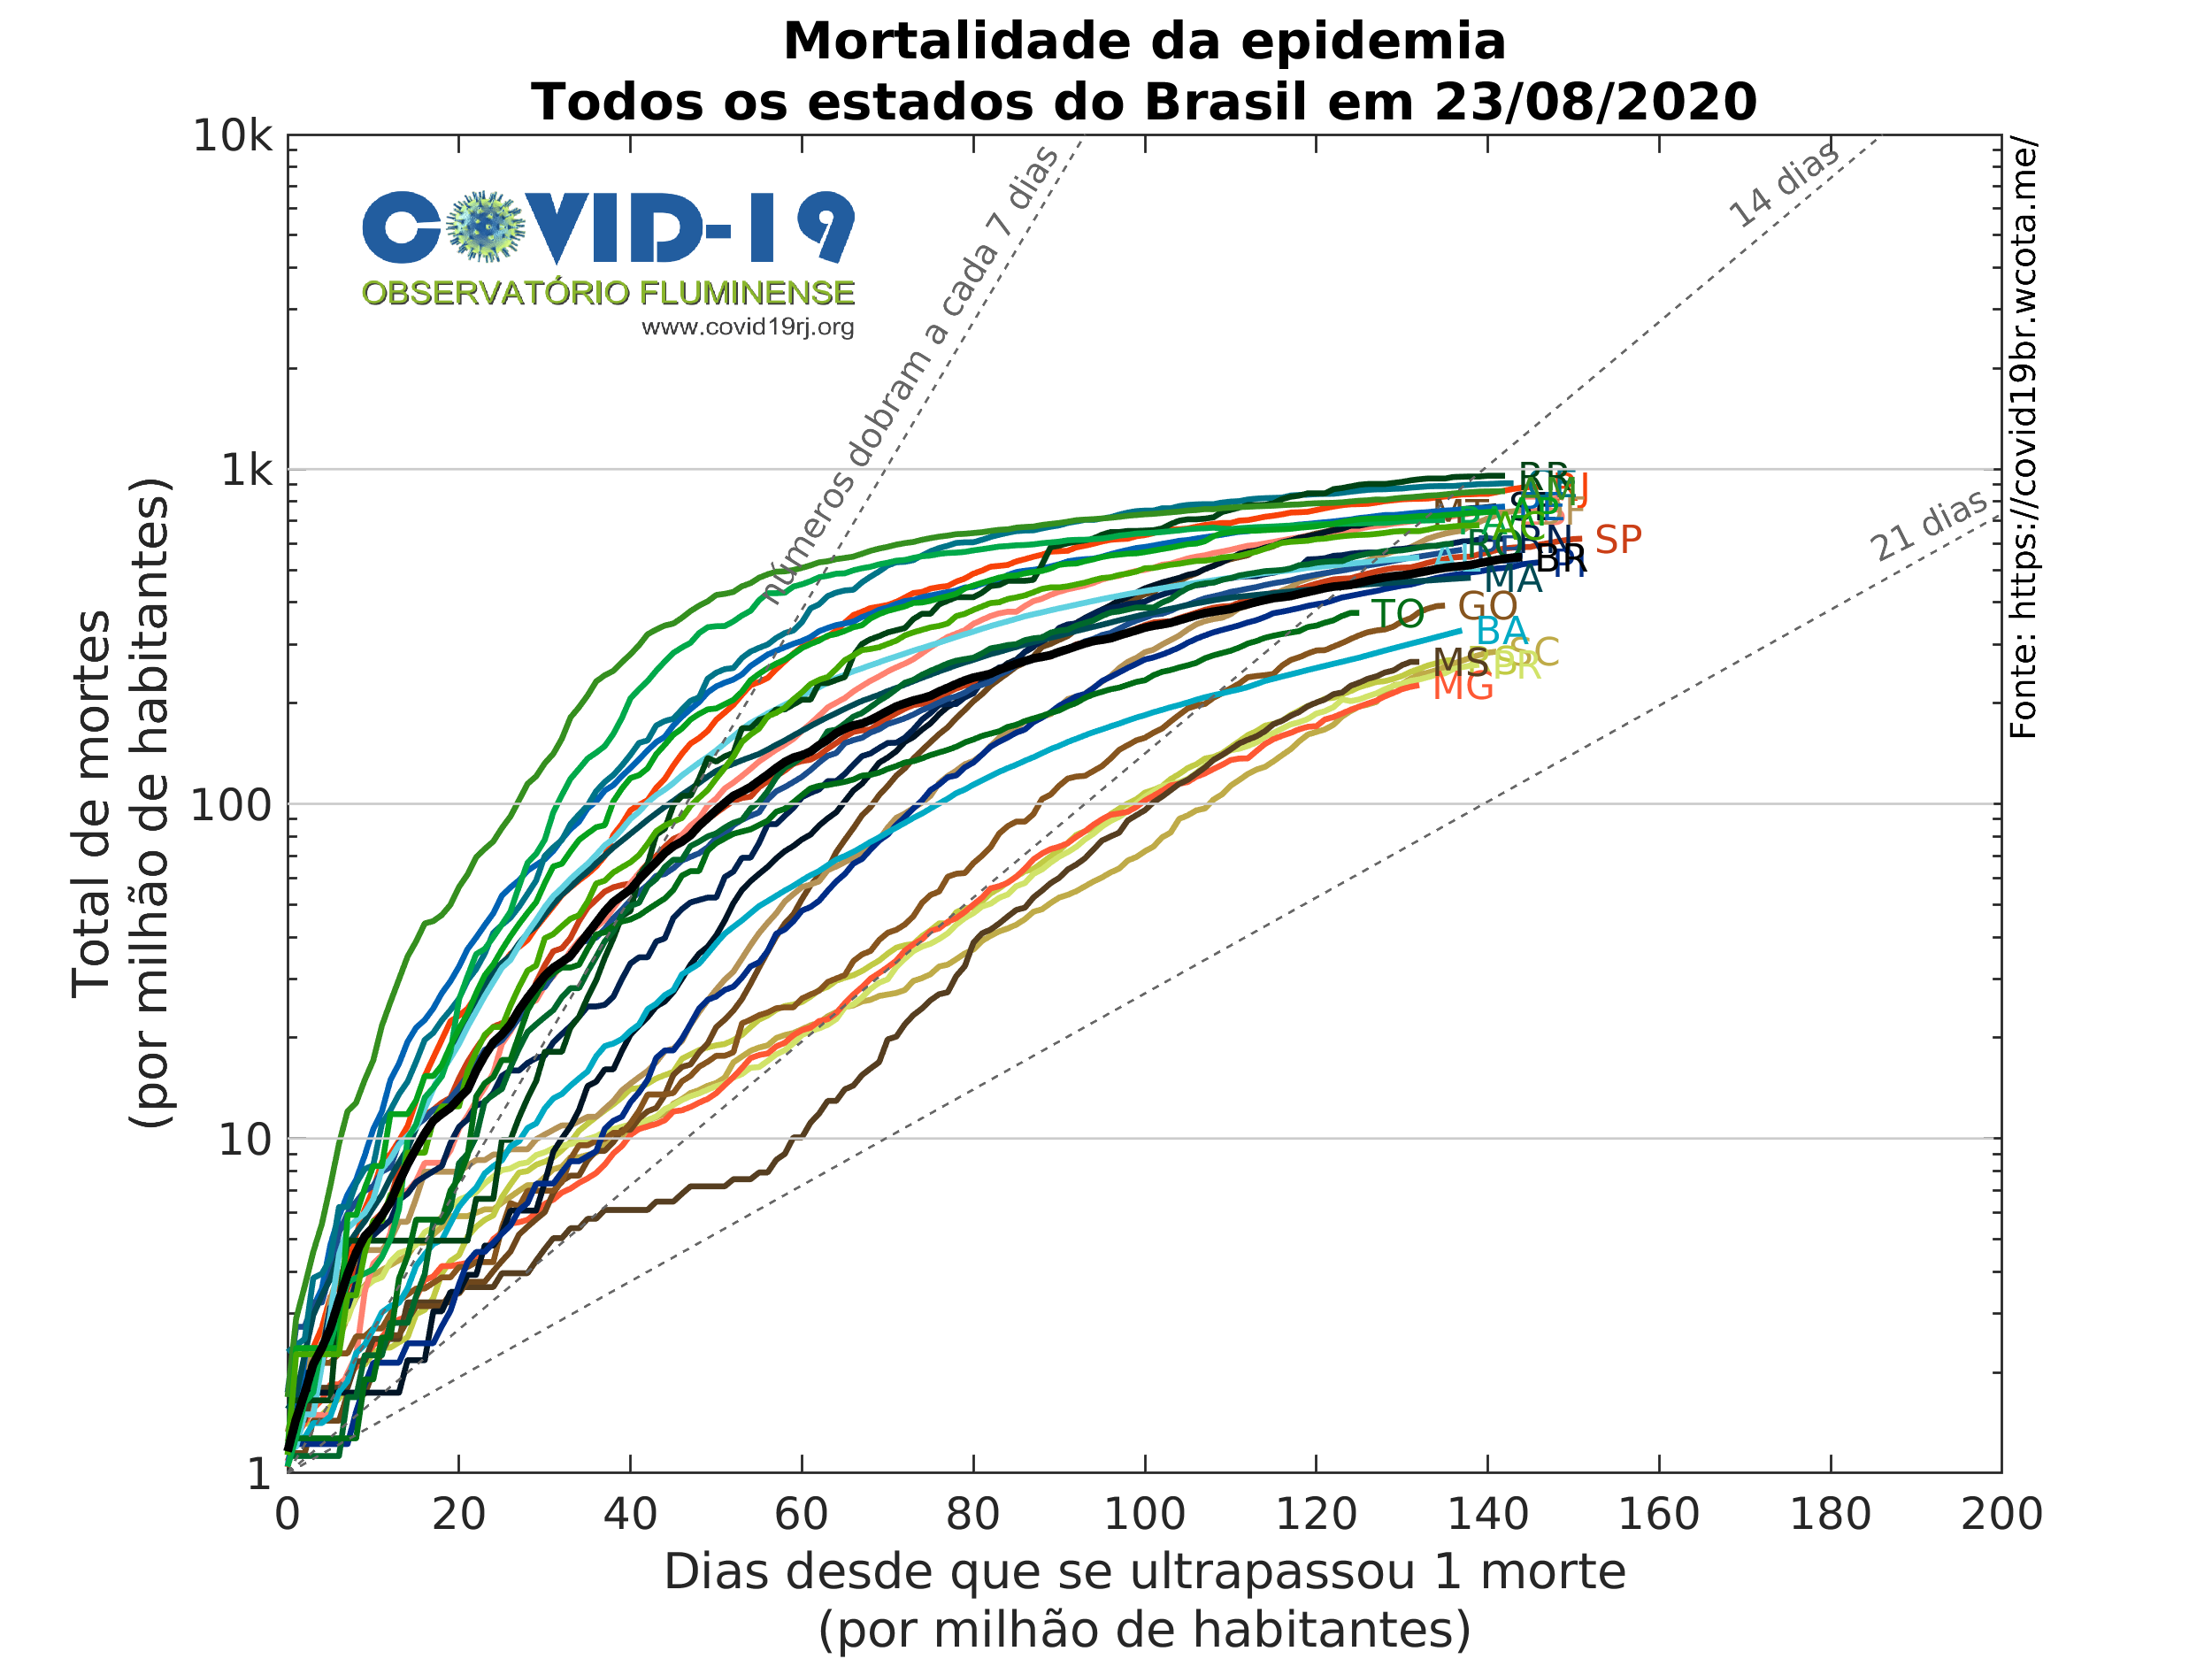 Mortalidade da epidemia
Todos os estados do Brasil em 23/08/2020
10k
1k
100
10
1
Total de mortes
(por milhão de habitantes)
COVID-19
OBSERVATÓRIO FLUMINENSE
www.covid19rj.org
números dobram a cada 7 dias
14 dias
21 dias
RR
SP
RN
BR
PI
MA
TO
GO
BA
SC
MS
PR
MG
0 20 40 60 80 100 120 140 160 180 200
Dias desde que se ultrapassou 1 morte
(por milhão de habitantes)
Fonte: https://covid19br.wcota.me/